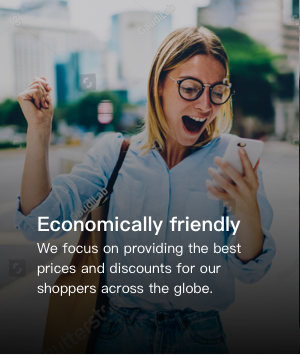 Economically friendly
We focus on providing the best
prices and discounts for our
shoppers across the globe.